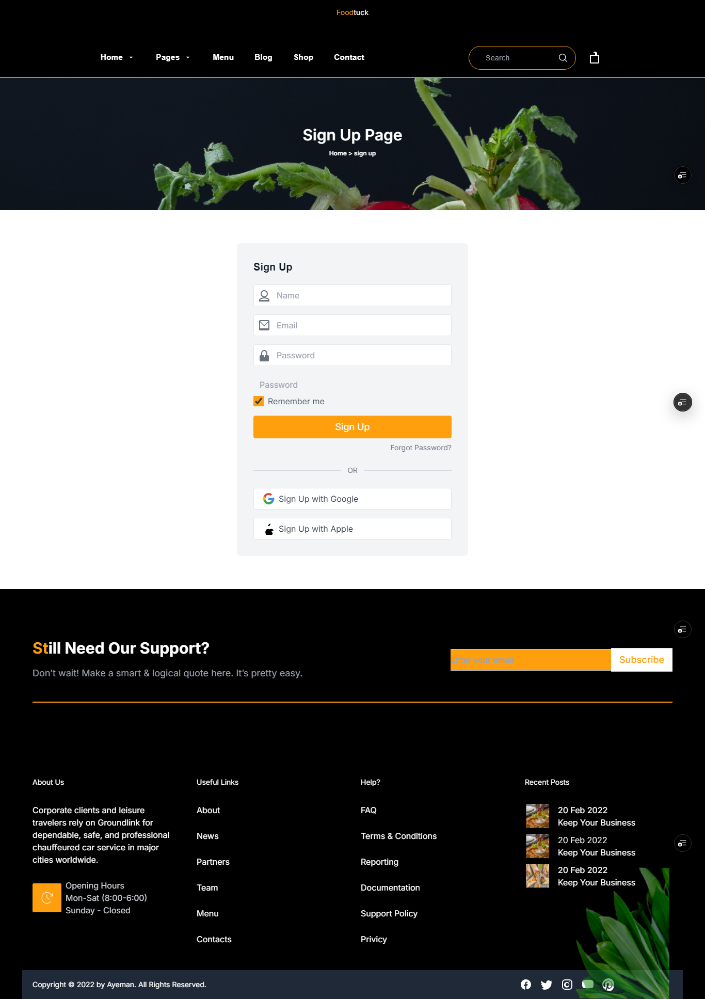 Foodtuck
Home
Pages
Menu
Blog
Shop
Contact
Search
Sign Up Page
Home > sign up
Sign Up
Name
Email
Password
Password
Remember me
Sign Up
Forgot Password?
OR
Sign Up with Google
Sign Up with Apple
Still Need Our Support?
Don’t wait! Make a smart & logical quote here. It’s pretty easy.
Enter your email
Subscribe
About Us
Corporate clients and leisure
travelers rely on Groundlink for
dependable, safe, and professional
chauffeured car service in major
cities worldwide.
Opening Hours
Mon-Sat (8:00-6:00)
Sunday - Closed
Useful Links
About
News
Partners
Team
Menu
Contacts
Help?
FAQ
Terms & Conditions
Reporting
Documentation
Support Policy
Privicy
Recent Posts
20 Feb 2022
Keep Your Business
20 Feb 2022
Keep Your Business
20 Feb 2022
Keep Your Business
Copyright © 2022 by Ayeman. All Rights Reserved.